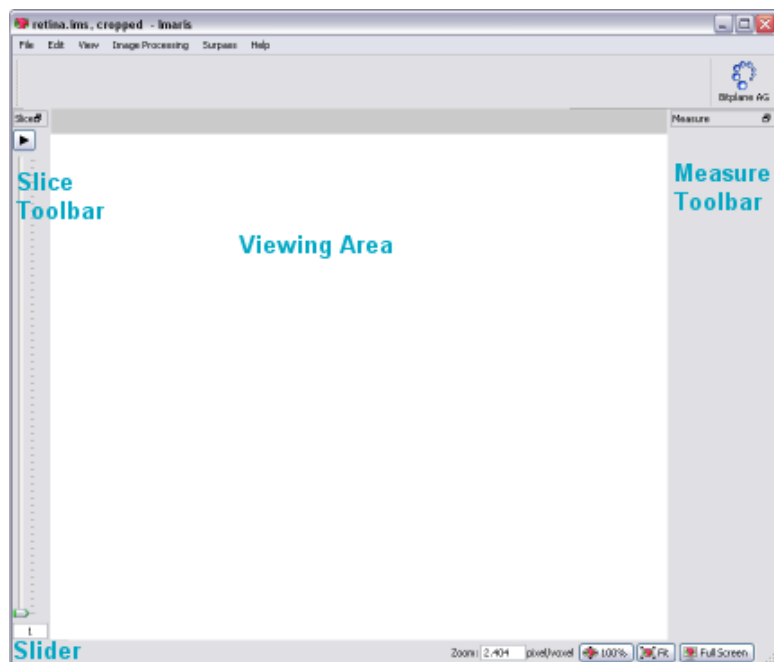 retina.ims, cropped - Imaris
File Edit View Image Processing Surpass Help
Bitplane AG
Slice
Measure
Slice
Toolbar
Measure
Toolbar
Viewing Area
1
Slider
Zoom: 2.404 pixel/voxel 100% Fit Full Screen